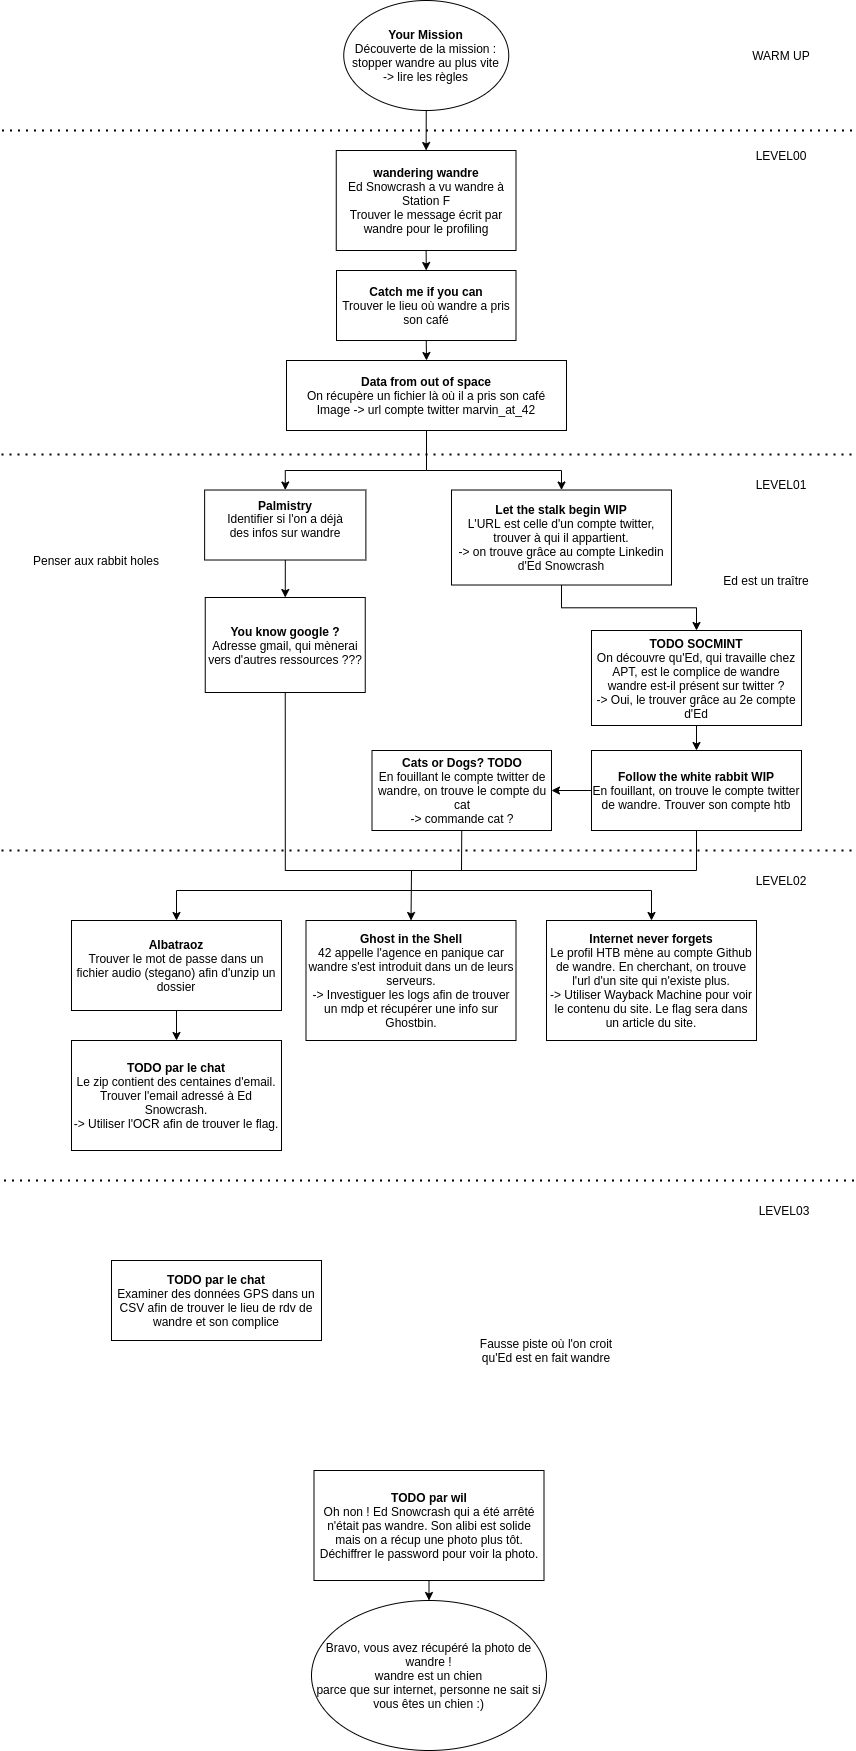 Your Mission
Découverte de la mission :
stopper wandre au plus vite
-> lire les règles
WARM UP
LEVEL00
wandering wandre
Ed Snowcrash a vu wandre à
Station F
Trouver le message écrit par
wandre pour le profiling
Catch me if you can
Trouver le lieu où wandre a pris
son café
Data from out of space
On récupère un fichier là où il a pris son café
Image -> url compte twitter marvin_at_42
LEVEL01
Palmistry
Identifier si l'on a déjà
des infos sur wandre
Let the stalk begin WIP
L'URL est celle d'un compte twitter,
trouver à qui il appartient.
-> on trouve grâce au compte Linkedin
d'Ed Snowcrash
Penser aux rabbit holes
Ed est un traître
You know google ?
Adresse gmail, qui mènerai
vers d'autres ressources ???
TODO SOCMINT
On découvre qu'Ed, qui travaille chez
APT, est le complice de wandre
wandre est-il présent sur twitter ?
-> Oui, le trouver grâce au 2e compte
d'Ed
Cats or Dogs? TODO
En fouillant le compte twitter de
wandre, on trouve le compte du
cat
-> commande cat ?
Follow the white rabbit WIP
En fouillant, on trouve le compte twitter
de wandre. Trouver son compte htb
LEVEL02
Albatraoz
Trouver le mot de passe dans un
fichier audio (stegano) afin d'unzip un
dossier
Ghost in the Shell
42 appelle l'agence en panique car
wandre s'est introduit dans un de leurs
serveurs.
-> Investiguer les logs afin de trouver
un mdp et récupérer une info sur
Ghostbin.
Internet never forgets
Le profil HTB mène au compte Github
de wandre. En cherchant, on trouve
l'url d'un site qui n'existe plus.
-> Utiliser Wayback Machine pour voir
le contenu du site. Le flag sera dans
un article du site.
TODO par le chat
Le zip contient des centaines d'email.
Trouver l'email adressé à Ed
Snowcrash.
-> Utiliser l'OCR afin de trouver le flag.
LEVEL03
TODO par le chat
Examiner des données GPS dans un
CSV afin de trouver le lieu de rdv de
wandre et son complice
Fausse piste où l'on croit
qu'Ed est en fait wandre
TODO par wil
Oh non ! Ed Snowcrash qui a été arrêté
n'était pas wandre. Son alibi est solide
mais on a récup une photo plus tôt.
Déchiffrer le password pour voir la photo.
Bravo, vous avez récupéré la photo de
wandre !
wandre est un chien
parce que sur internet, personne ne sait si
vous êtes un chien :)